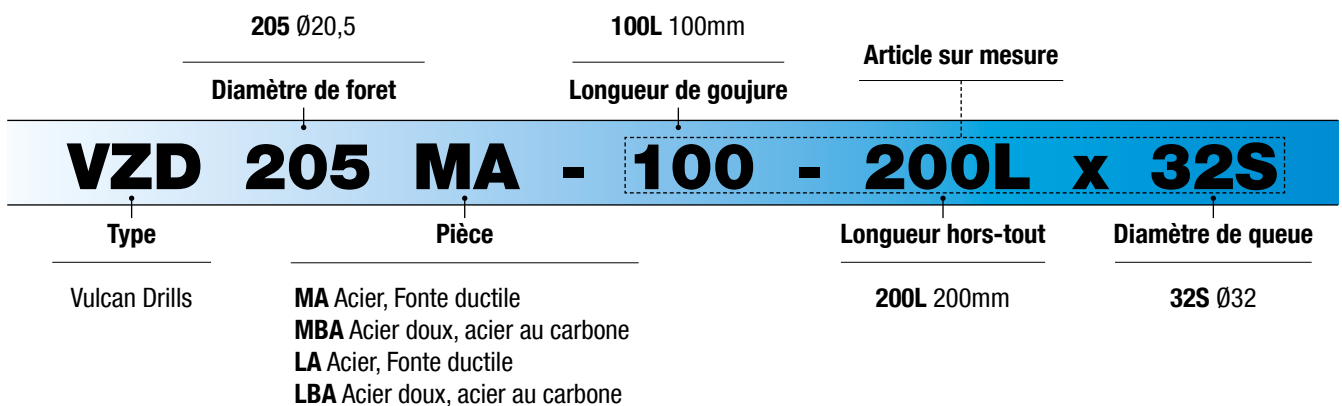 205 Ø20,5
100L 100mm
Article sur mesure
Diamètre de foret
Longueur de goujure
VZD 205 MA - 100 - 200L x 32S
Type
Pièce
Longueur hors-tout
Diamètre de queue
Vulcan Drills
MA Acier, Fonte ductile
200L 200mm
32S Ø32
MBA Acier doux, acier au carbone
LA Acier, Fonte ductile
LBA Acier doux, acier au carbone